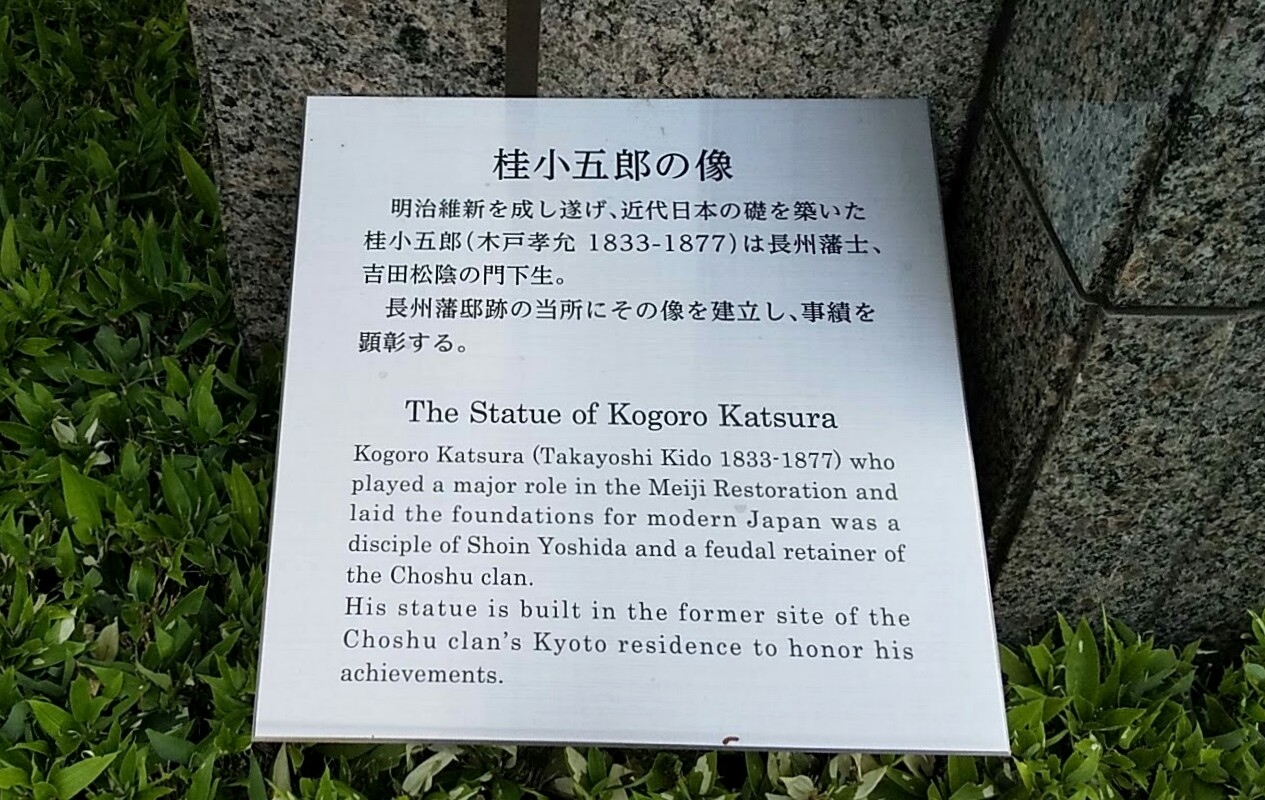 桂小五郎の像
明治維新を成し遂げ、近代日本の礎を築いた
桂小五郎(木戸孝允 1833-1877)は長州藩士、
吉田松陰の門下生。
長州藩邸跡の当所にその像を建立し、事績を
顕彰する。
The Statue of Kogoro Katsura
Kogoro Katsura (Takayoshi Kido 1833-1877) who
played a major role in the Meiji Restoration and
laid the foundations for modern Japan was a
disciple of Shoin Yoshida and a feudal retainer of
the Choshu clan.
His statue is built in the former site of the
Choshu clan's Kyoto residence to honor his
achievements.